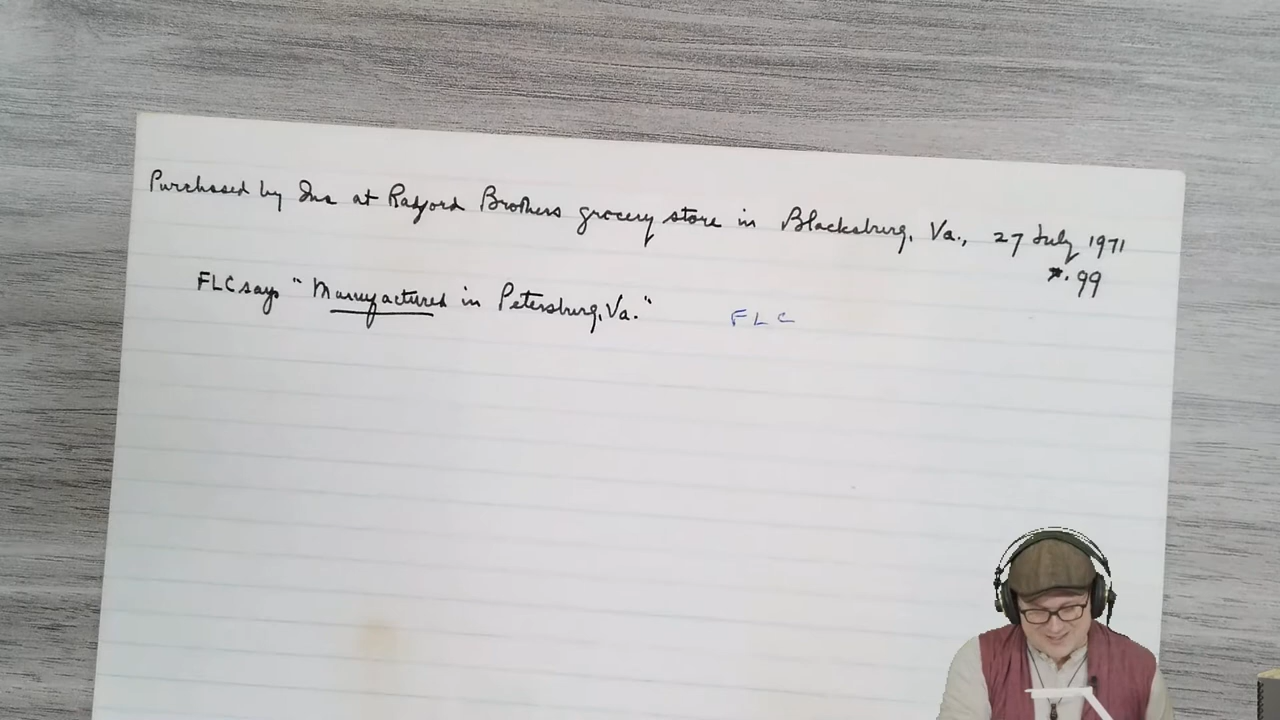 Purchased by Ina at Radford Brothers grocery store in Blacksburg, Va., 27 July 1971
$.99
FLC says "Manufactured in Petersburg, Va."
FLC